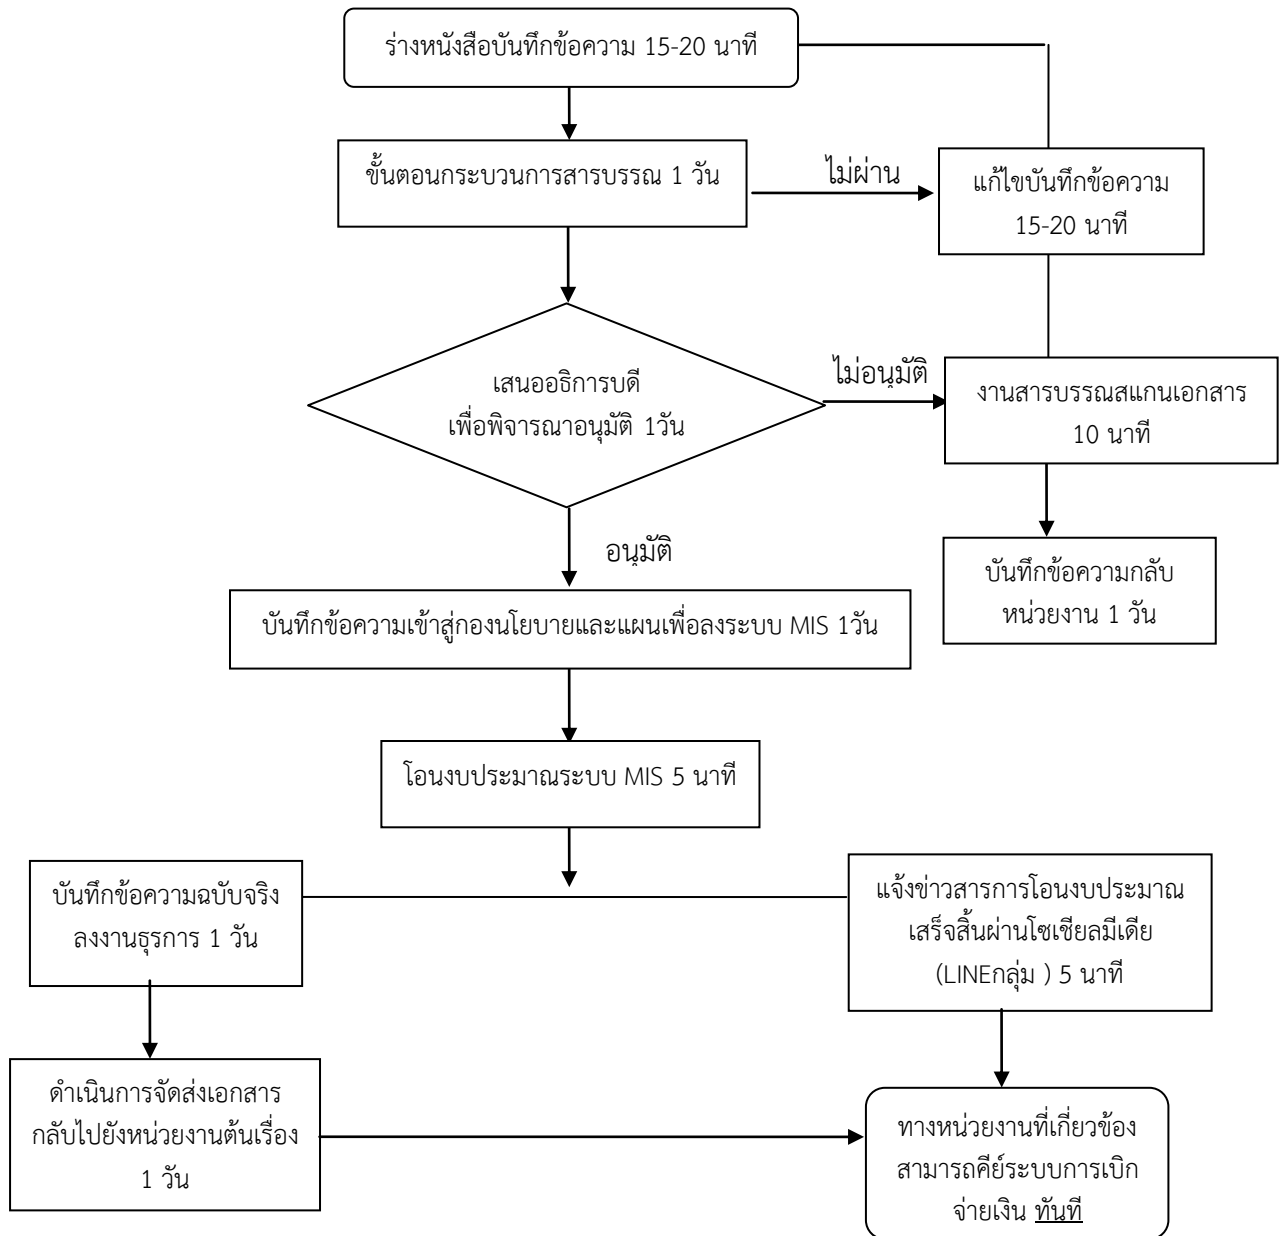 ร่างหนังสือบันทึกข้อความ 15-20 นาที
ขั้นตอนกระบวนการสารบรรณ 1 วัน
ไม่ผ่าน
แก้ไขบันทึกข้อความ
15-20 นาที
เสนออธิการบดี
เพื่อพิจารณาอนุมัติ 1วัน
ไม่อนุมัติ
งานสารบรรณสแกนเอกสาร
10 นาที
อนุมัติ
บันทึกข้อความกลับ
หน่วยงาน 1 วัน
บันทึกข้อความเข้าสู่กองนโยบายและแผนเพื่อลงระบบ MIS 1วัน
โอนงบประมาณระบบ MIS 5 นาที
บันทึกข้อความฉบับจริง
ลงงานธุรการ 1 วัน
แจ้งข่าวสารการโอนงบประมาณ
เสร็จสิ้นผ่านโซเชียลมีเดีย
(LINEกลุ่ม ) 5 นาที
ดำเนินการจัดส่งเอกสาร
กลับไปยังหน่วยงานต้นเรื่อง
1 วัน
ทางหน่วยงานที่เกี่ยวข้อง
สามารถคีย์ระบบการเบิก
จ่ายเงิน ทันที